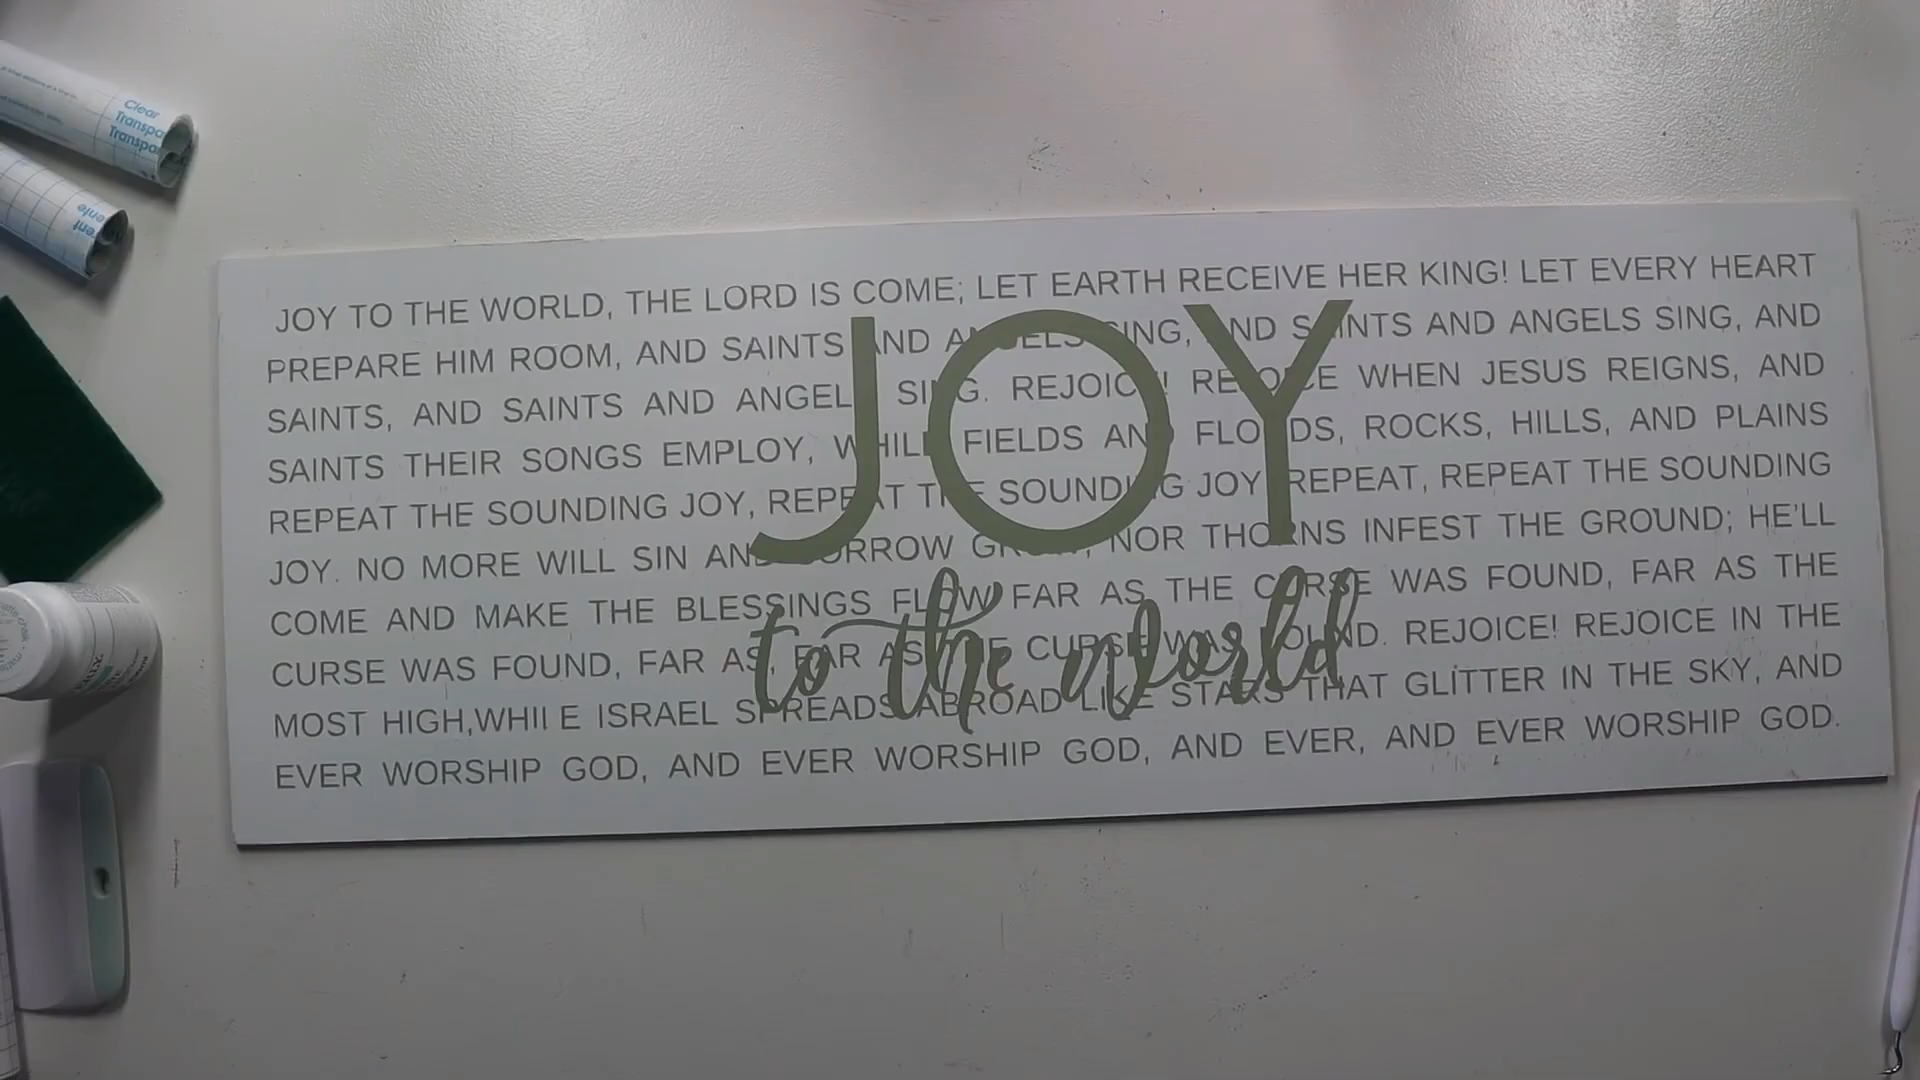 Clear
Transpa
Transpa
JOY TO THE WORLD, THE LORD IS COME; LET EARTH RECEIVE HER KING! LET EVERY HEART
PREPARE HIM ROOM, AND SAINTS AND ANGELS SING, AND SAINTS AND ANGELS SING, AND
SAINTS, AND SAINTS AND ANGELS SING. REJOICE! REJOICE WHEN JESUS REIGNS, AND
SAINTS THEIR SONGS EMPLOY, WHILE FIELDS AND FLOODS, ROCKS, HILLS, AND PLAINS
REPEAT THE SOUNDING JOY, REPEAT THE SOUNDING JOY REPEAT, REPEAT THE SOUNDING
JOY. NO MORE WILL SIN AND SORROW GROW, NOR THORNS INFEST THE GROUND; HE'LL
COME AND MAKE THE BLESSINGS FLOW FAR AS THE CURSE WAS FOUND, FAR AS THE
CURSE WAS FOUND, FAR AS, FAR AS THE CURSE WAS FOUND. REJOICE! REJOICE IN THE
MOST HIGH,WHILE ISRAEL SPREADS ABROAD LIKE STARS THAT GLITTER IN THE SKY, AND
EVER WORSHIP GOD, AND EVER WORSHIP GOD, AND EVER, AND EVER WORSHIP GOD.
JOY
to the world